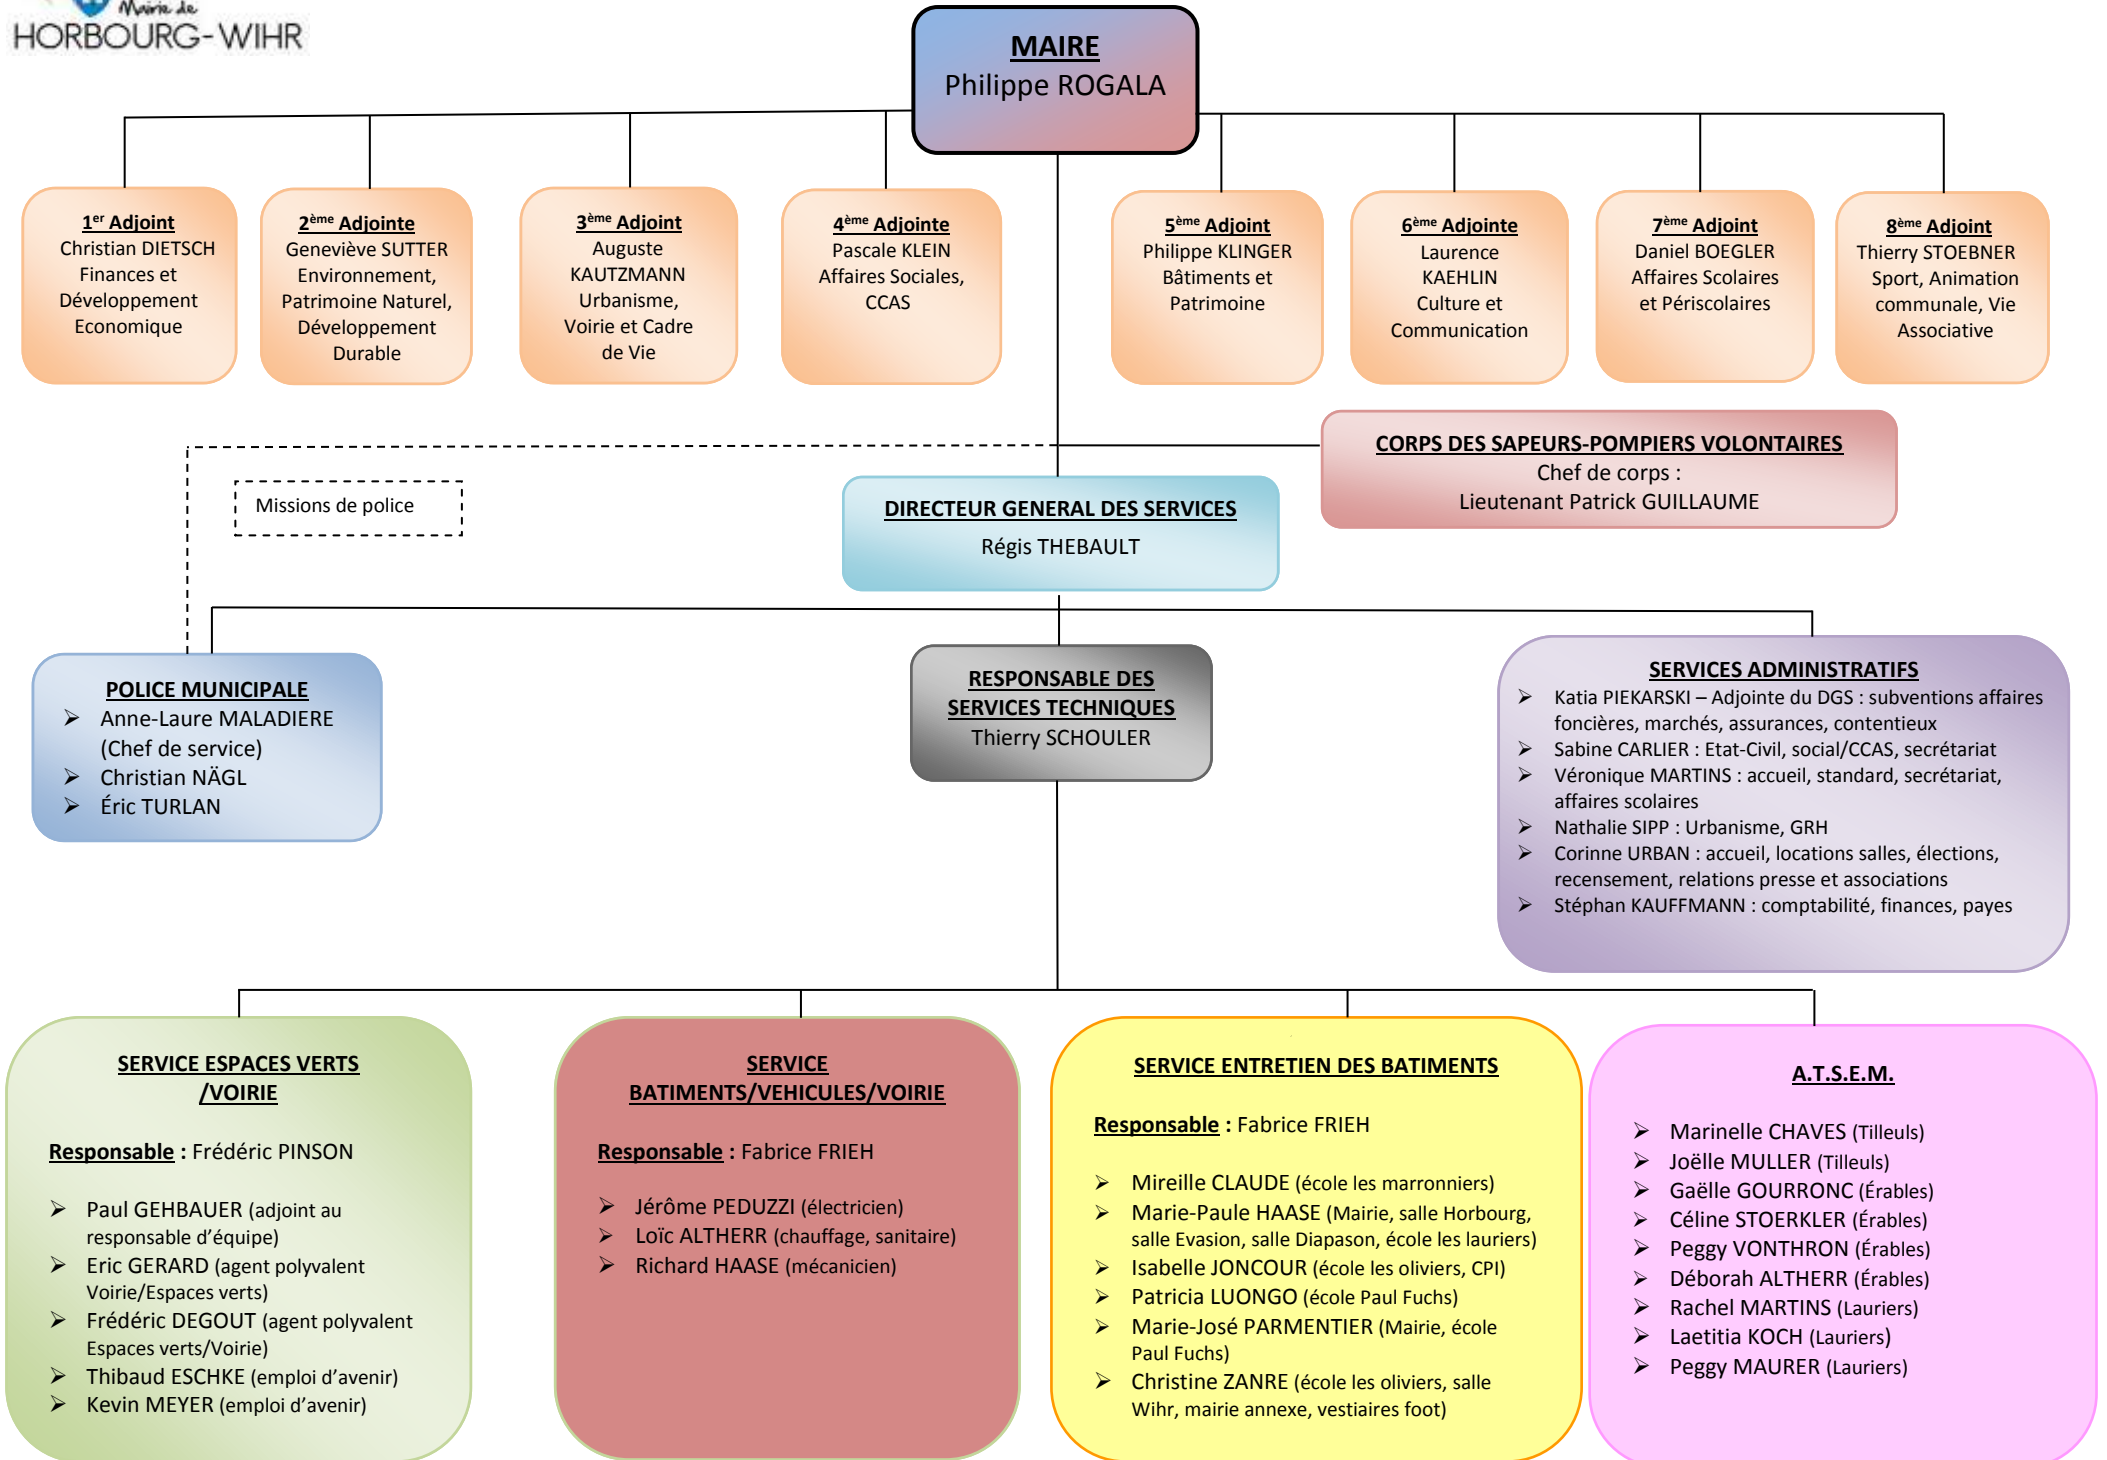 Mairie de
HORBOURG-WIHR
MAIRE
Philippe ROGALA
1er Adjoint
Christian DIETSCH
Finances et
Développement
Economique
2ème Adjointe
Geneviève SUTTER
Environnement,
Patrimoine Naturel,
Développement
Durable
3ème Adjoint
Auguste
KAUTZMANN
Urbanisme,
Voirie et Cadre
de Vie
4ème Adjointe
Pascale KLEIN
Affaires Sociales,
CCAS
5ème Adjoint
Philippe KLINGER
Bâtiments et
Patrimoine
6ème Adjointe
Laurence
KAEHLIN
Culture et
Communication
7ème Adjoint
Daniel BOEGLER
Affaires Scolaires
et Périscolaires
8ème Adjoint
Thierry STOEBNER
Sport, Animation
communale, Vie
Associative
CORPS DES SAPEURS-POMPIERS VOLONTAIRES
Chef de corps :
Lieutenant Patrick GUILLAUME
Missions de police
DIRECTEUR GENERAL DES SERVICES
Régis THEBAULT
POLICE MUNICIPALE
➢ Anne-Laure MALADIERE
(Chef de service)
➢ Christian NÄGL
➢ Éric TURLAN
RESPONSABLE DES
SERVICES TECHNIQUES
Thierry SCHOULER
SERVICES ADMINISTRATIFS
➢ Katia PIEKARSKI – Adjointe du DGS : subventions affaires
foncières, marchés, assurances, contentieux
➢ Sabine CARLIER : Etat-Civil, social/CCAS, secrétariat
➢ Véronique MARTINS : accueil, standard, secrétariat,
affaires scolaires
➢ Nathalie SIPP : Urbanisme, GRH
➢ Corinne URBAN : accueil, locations salles, élections,
recensement, relations presse et associations
➢ Stéphan KAUFFMANN : comptabilité, finances, payes
SERVICE ESPACES VERTS
/VOIRIE
Responsable : Frédéric PINSON
➢ Paul GEHBAUER (adjoint au
responsable d'équipe)
➢ Eric GERARD (agent polyvalent
Voirie/Espaces verts)
➢ Frédéric DEGOUT (agent polyvalent
Espaces verts/Voirie)
➢ Thibaud ESCHKE (emploi d'avenir)
➢ Kevin MEYER (emploi d'avenir)
SERVICE
BATIMENTS/VEHICULES/VOIRIE
Responsable : Fabrice FRIEH
➢ Jérôme PEDUZZI (électricien)
➢ Loïc ALTHERR (chauffage, sanitaire)
➢ Richard HAASE (mécanicien)
SERVICE ENTRETIEN DES BATIMENTS
Responsable : Fabrice FRIEH
➢ Mireille CLAUDE (école les marronniers)
➢ Marie-Paule HAASE (Mairie, salle Horbourg,
salle Evasion, salle Diapason, école les lauriers)
➢ Isabelle JONCOUR (école les oliviers, CPI)
➢ Patricia LUONGO (école Paul Fuchs)
➢ Marie-José PARMENTIER (Mairie, école
Paul Fuchs)
➢ Christine ZANRE (école les oliviers, salle
Wihr, mairie annexe, vestiaires foot)
A.T.S.E.M.
➢ Marinelle CHAVES (Tilleuls)
➢ Joëlle MULLER (Tilleuls)
➢ Gaëlle GOURRONC (Érables)
➢ Céline STOERKLER (Érables)
➢ Peggy VONTHRON (Érables)
➢ Déborah ALTHERR (Érables)
➢ Rachel MARTINS (Lauriers)
➢ Laetitia KOCH (Lauriers)
➢ Peggy MAURER (Lauriers)